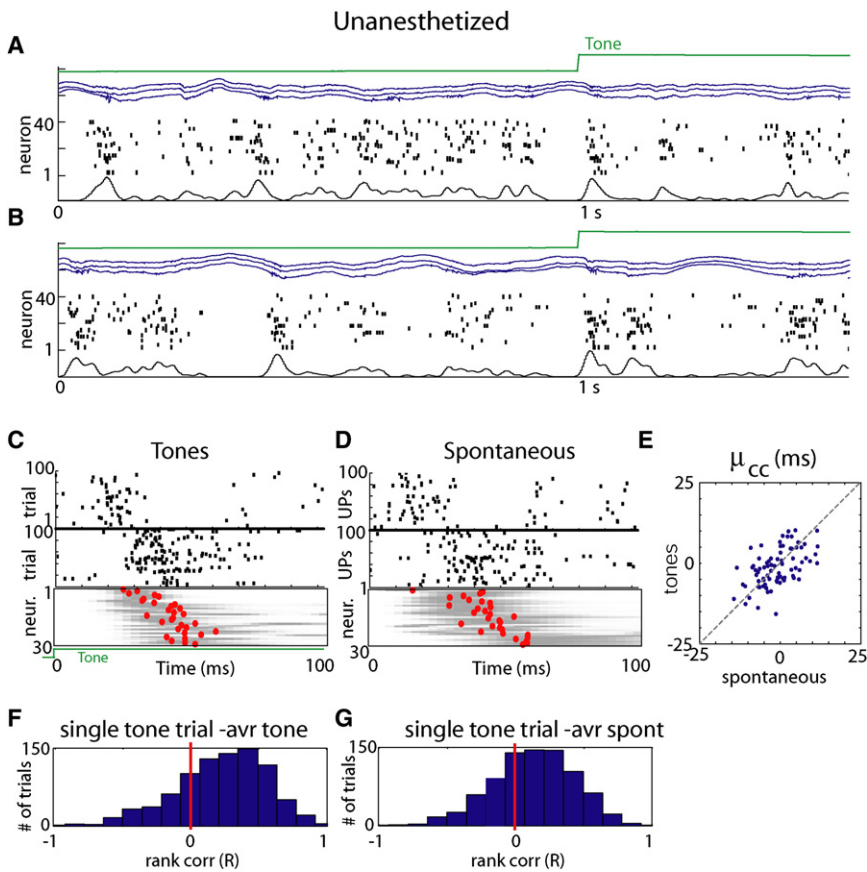 Unanesthetized
A
Tone
neuron
40
1
0
1 s
B
neuron
40
1
0
1 s
C
Tones
D
Spontaneous
E
μcc (ms)
trial
100
1
trial
100
1
neur.
30
Tone
0
Time (ms)
100
UPs
100
1
UPs
100
1
neur.
30
0
Time (ms)
100
tones
25
0
-25
-25
0
25
spontaneous
F
single tone trial -avr tone
G
single tone trial -avr spont
# of trials
150
0
-1
0
1
rank corr (R)
# of trials
150
0
-1
0
1
rank corr (R)